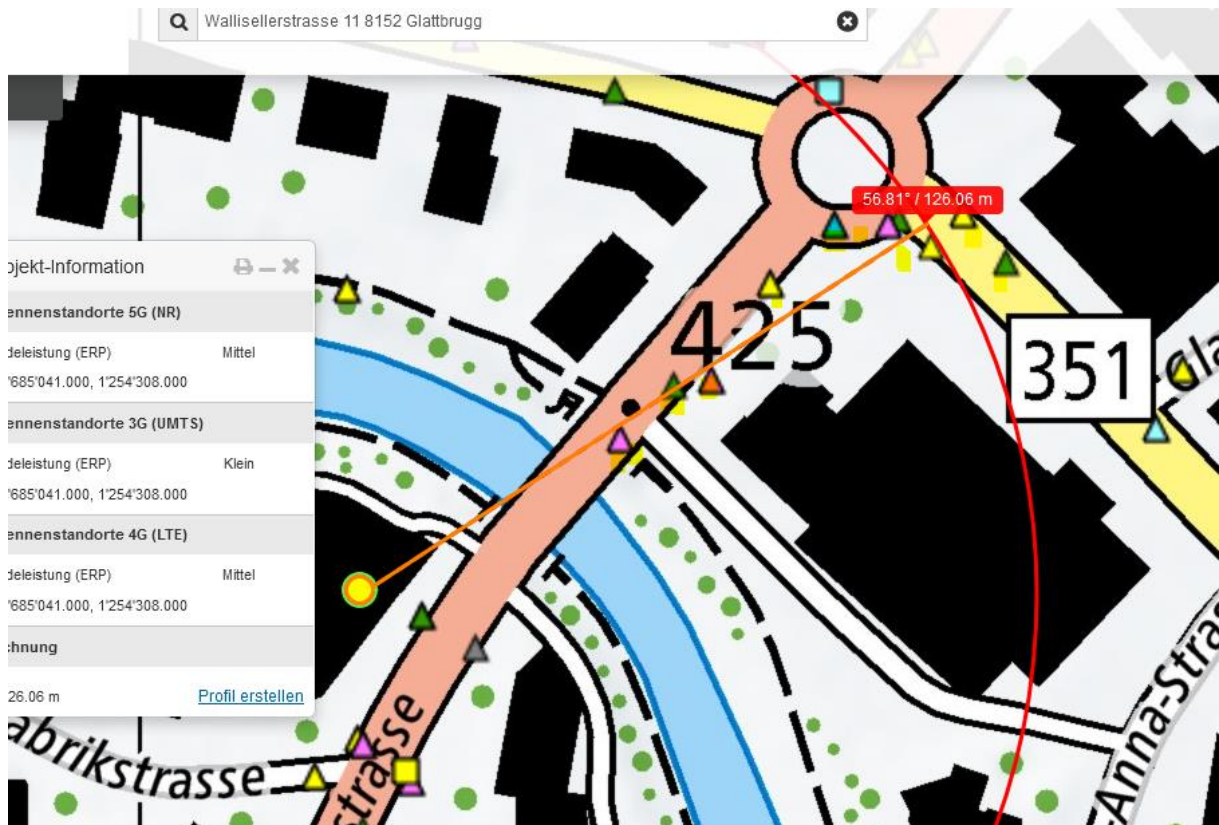 Wallisellerstrasse 11 8152 Glattbrugg
56.81° / 126.06 m
ojekt-Information
ennenstandorte 5G (NR)
deleistung (ERP) Mittel
'685'041.000, 1'254'308.000
425
351
Gla
ennenstandorte 3G (UMTS)
deleistung (ERP) Klein
'685'041.000, 1'254'308.000
ennenstandorte 4G (LTE)
deleistung (ERP) Mittel
'685'041.000, 1'254'308.000
chnung
26.06 m Profil erstellen
abrikstrasse
strasse
-Anna-Stras